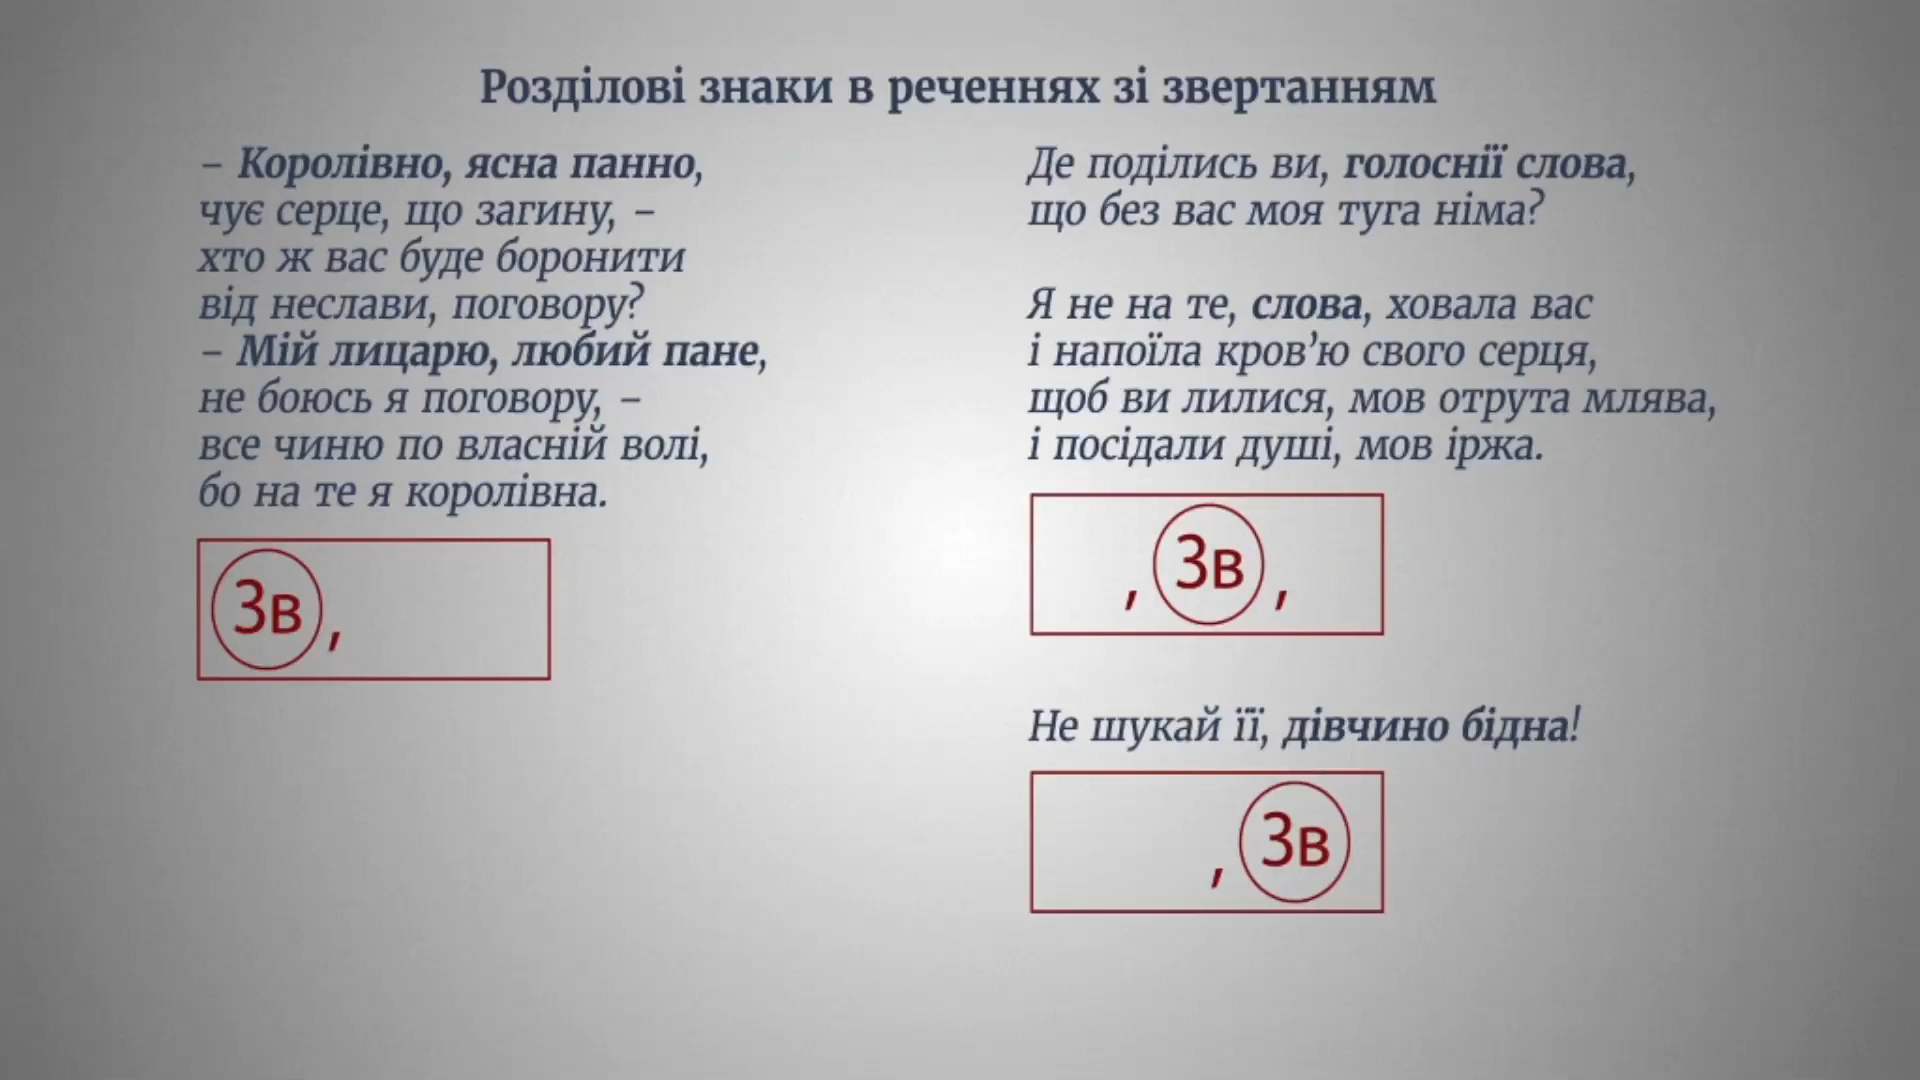 Розділові знаки в реченнях зі звертанням
– Королівно, ясна панно,
чує серце, що загину, –
хто ж вас буде боронити
від неслави, поговору?
– Мій лицарю, любий пане,
не боюсь я поговору, –
все чиню по власній волі,
бо на те я королівна.
Зв,
Де поділись ви, голоснії слова,
що без вас моя туга німа?
Я не на те, слова, ховала вас
і напоїла кров’ю свого серця,
щоб ви лилися, мов отрута млява,
і посідали душі, мов іржа.
, Зв ,
Не шукай її, дівчино бідна!
, Зв